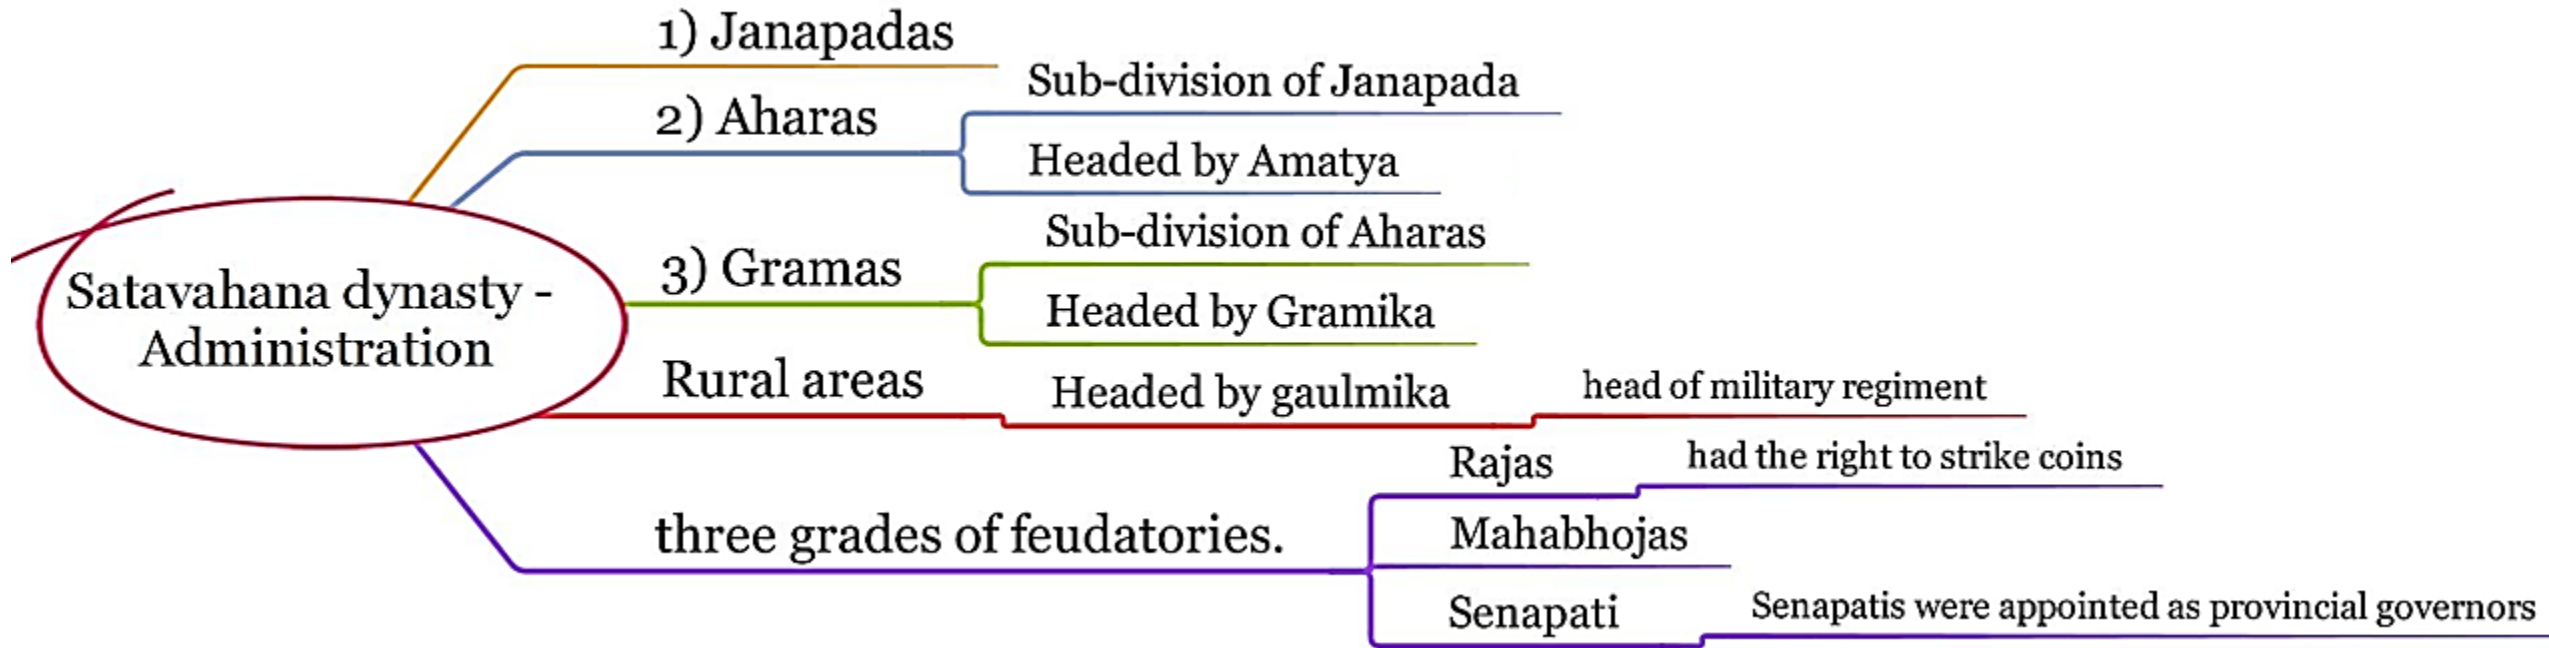 1) Janapadas
2) Aharas
Sub-division of Janapada
Headed by Amatya
3) Gramas
Sub-division of Aharas
Headed by Gramika
Satavahana dynasty -
Administration
Rural areas
Headed by gaulmika
head of military regiment
three grades of feudatories.
Rajas
had the right to strike coins
Mahabhojas
Senapati
Senapatis were appointed as provincial governors